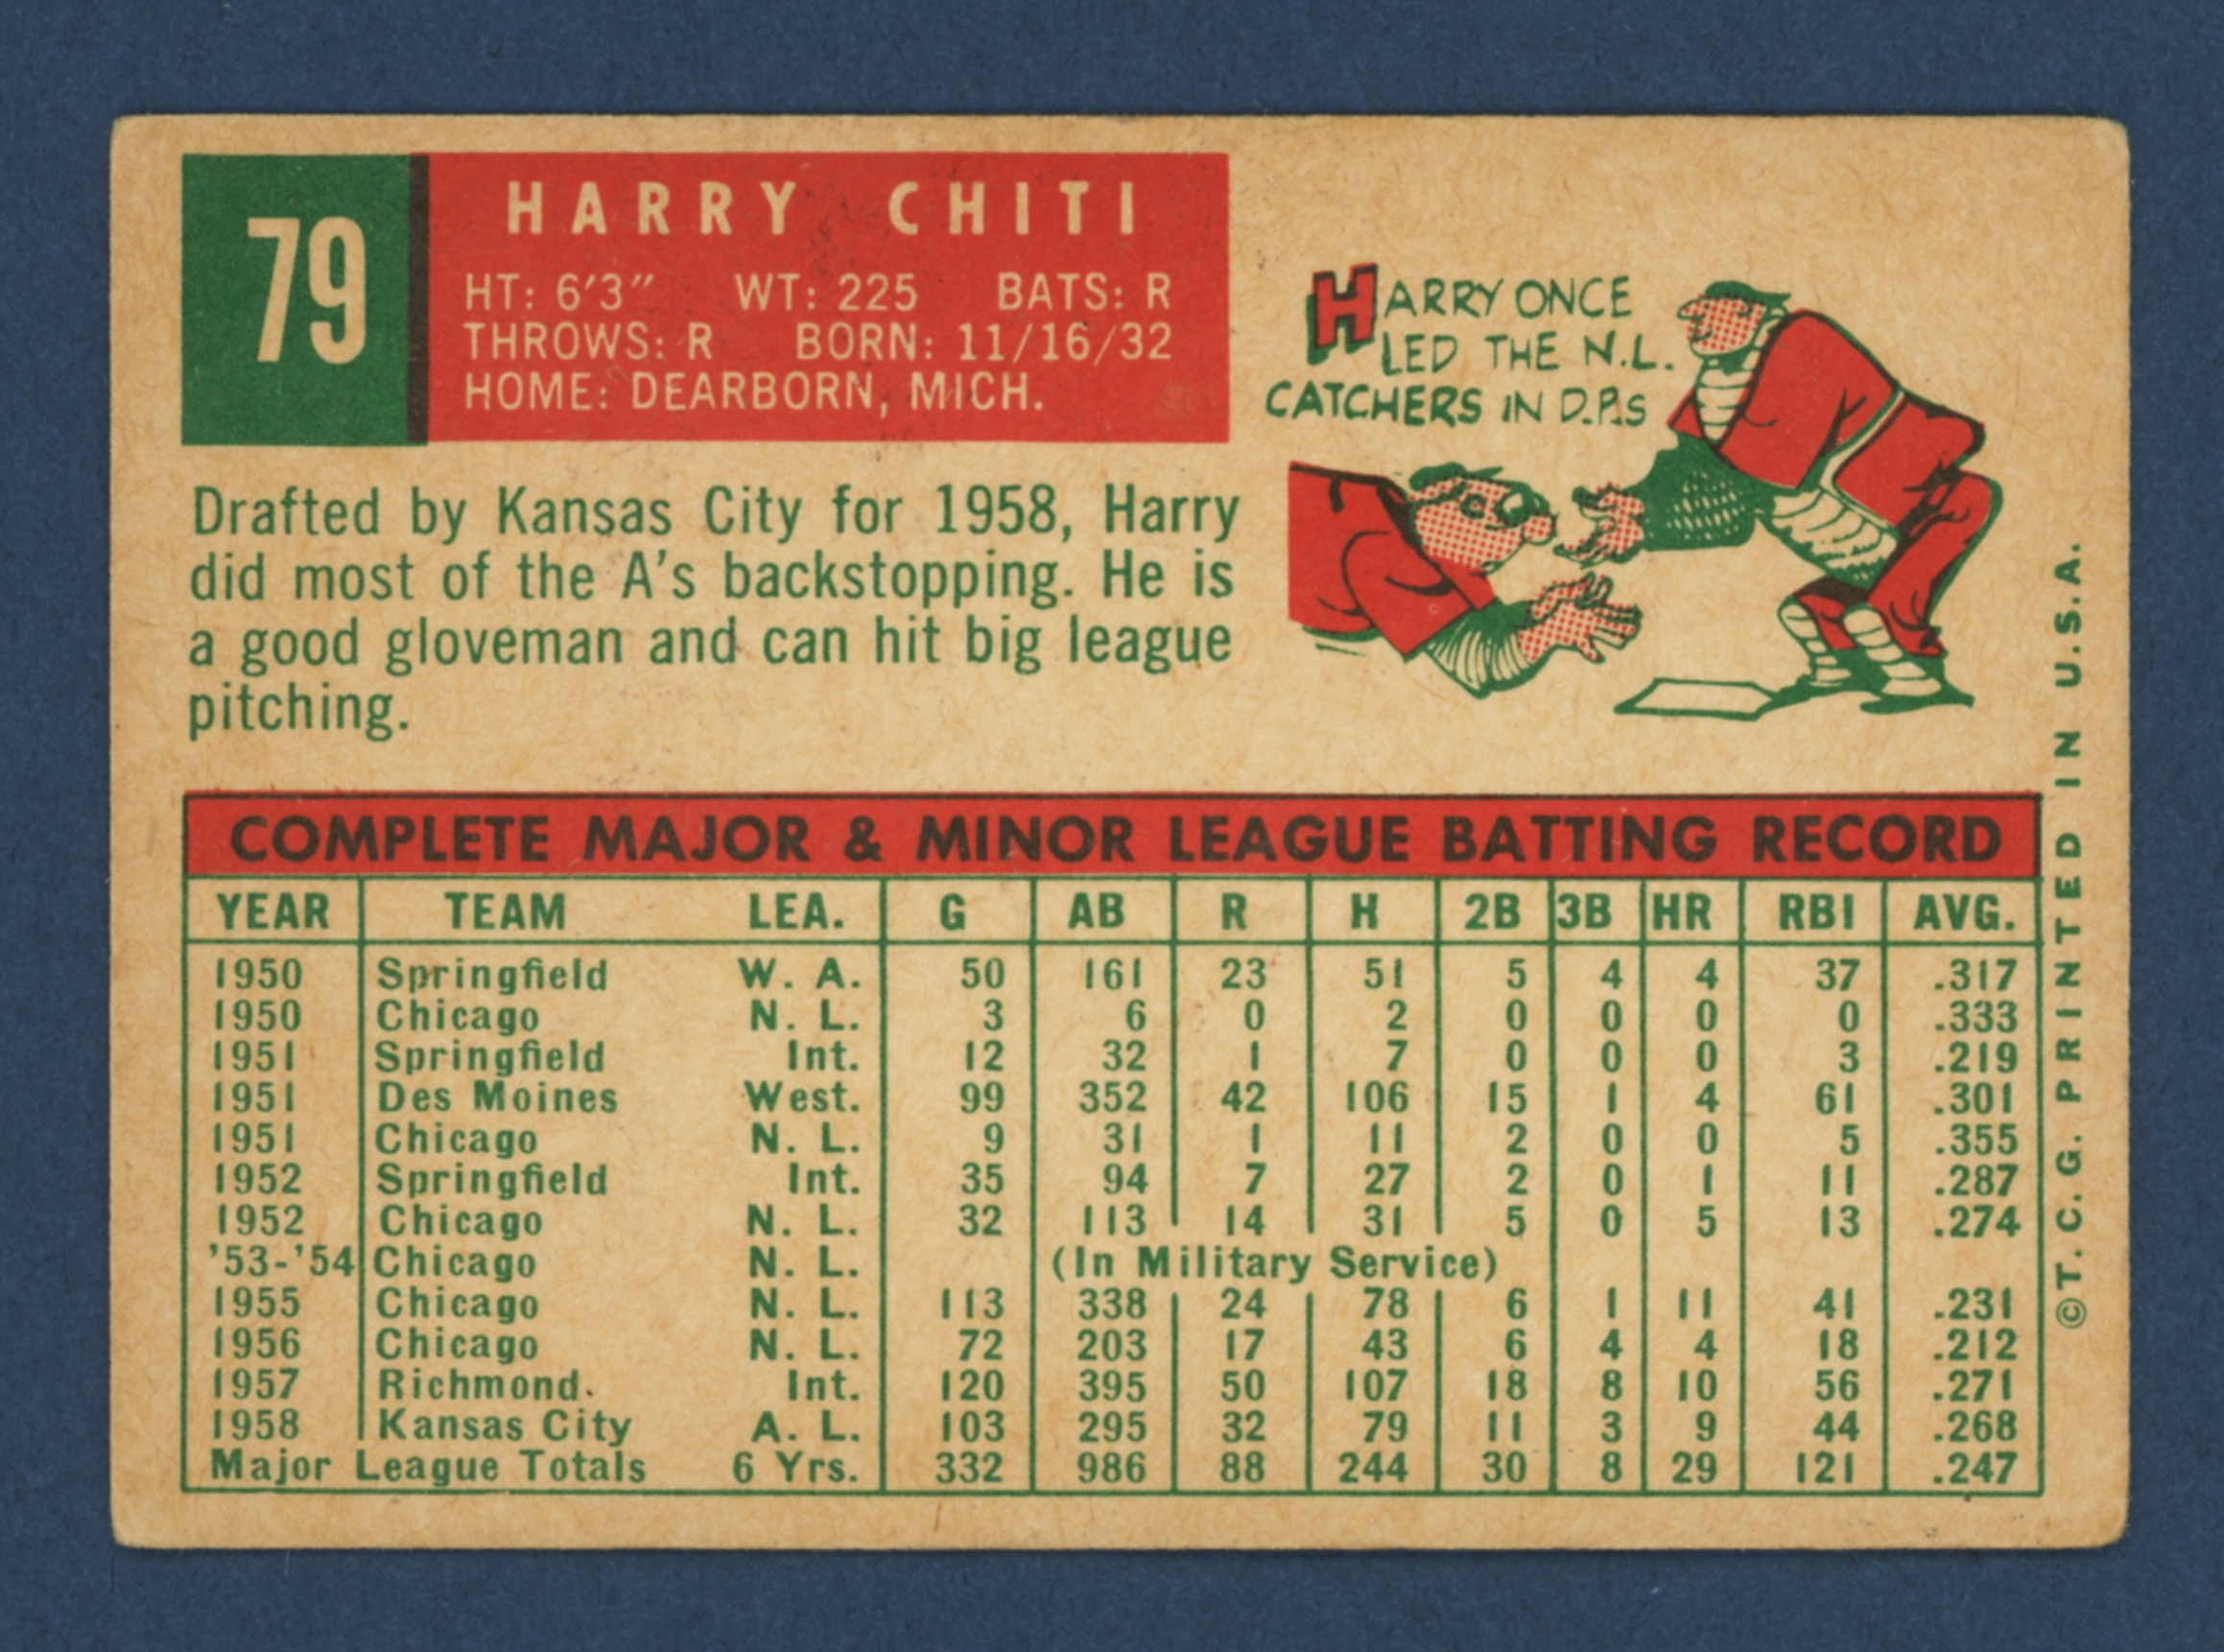 79
HARRY CHITI
HT: 6'3" WT: 225 BATS: R
THROWS: R BORN: 11/16/32
HOME: DEARBORN, MICH.
HARRY ONCE
LED THE N.L.
CATCHERS IN D.P.s
Drafted by Kansas City for 1958, Harry
did most of the A's backstopping. He is
a good gloveman and can hit big league
pitching.
COMPLETE MAJOR & MINOR LEAGUE BATTING RECORD
YEAR TEAM LEA. G AB R H 2B 3B HR RBI AVG.
1950 Springfield W. A. 50 161 23 51 5 4 4 37 .317
1950 Chicago N. L. 3 6 0 2 0 0 0 0 .333
1951 Springfield Int. 12 32 1 7 0 0 0 3 .219
1951 Des Moines West. 99 352 42 106 15 1 4 61 .301
1951 Chicago N. L. 9 31 1 11 2 0 0 5 .355
1952 Springfield Int. 35 94 7 27 2 0 1 11 .287
1952 Chicago N. L. 32 113 14 31 5 0 5 13 .274
'53-'54 Chicago N. L. (In Military Service)
1955 Chicago N. L. 113 338 24 78 6 1 11 41 .231
1956 Chicago N. L. 72 203 17 43 6 4 4 18 .212
1957 Richmond. Int. 120 395 50 107 18 8 10 56 .271
1958 Kansas City A. L. 103 295 32 79 11 3 9 44 .268
Major League Totals 6 Yrs. 332 986 88 244 30 8 29 121 .247
©T.C.G. PRINTED IN U.S.A.